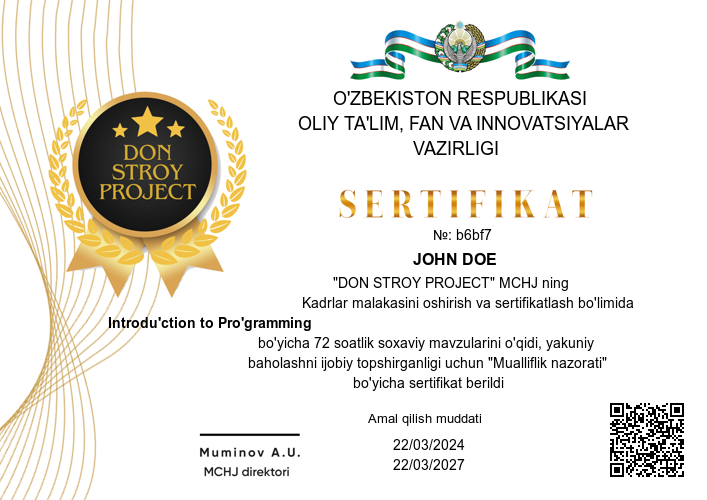 O'ZBEKISTON RESPUBLIKASI
OLIY TA'LIM, FAN VA INNOVATSIYALAR
VAZIRLIGI
DON
STROY
PROJECT
SERTIFIKAT
№: b6bf7
JOHN DOE
"DON STROY PROJECT" MCHJ ning
Kadrlar malakasini oshirish va sertifikatlash bo'limida
Introdu'ction to Pro'gramming
bo'yicha 72 soatlik soxaviy mavzularini o'qidi, yakuniy
baholashni ijobiy topshirganligi uchun "Mualliflik nazorati"
bo'yicha sertifikat berildi
Amal qilish muddati
22/03/2024
22/03/2027
Muminov A.U.
MCHJ direktori